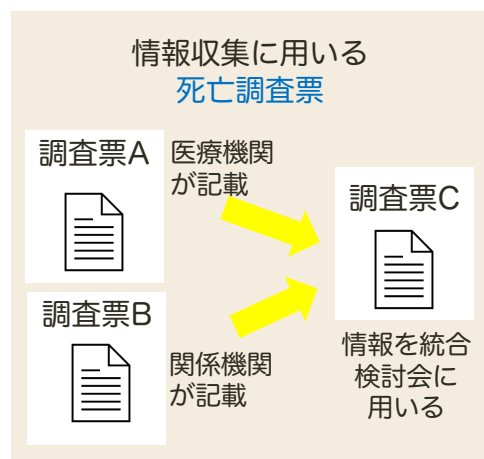 情報収集に用いる
死亡調査票
調査票A
医療機関
が記載
調査票B
関係機関
が記載
調査票C
情報を統合
検討会に
用いる